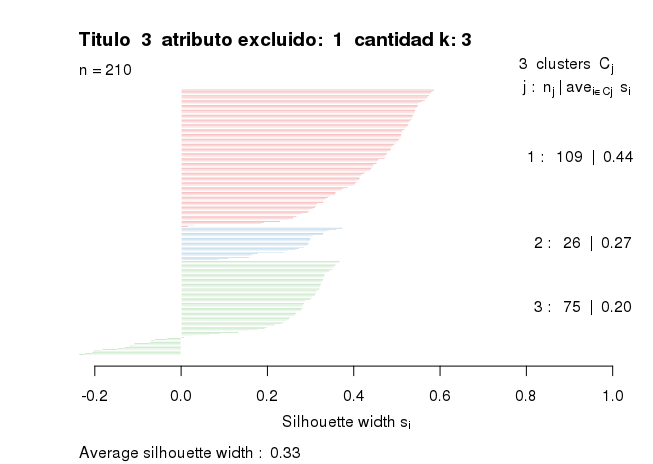 Titulo 3 atributo excluido: 1 cantidad k: 3
n = 210
3 clusters Cj
j : nj | avei∈Cj si
1 : 109 | 0.44
2 : 26 | 0.27
3 : 75 | 0.20
-0.2 0.0 0.2 0.4 0.6 0.8 1.0
Silhouette width si
Average silhouette width : 0.33